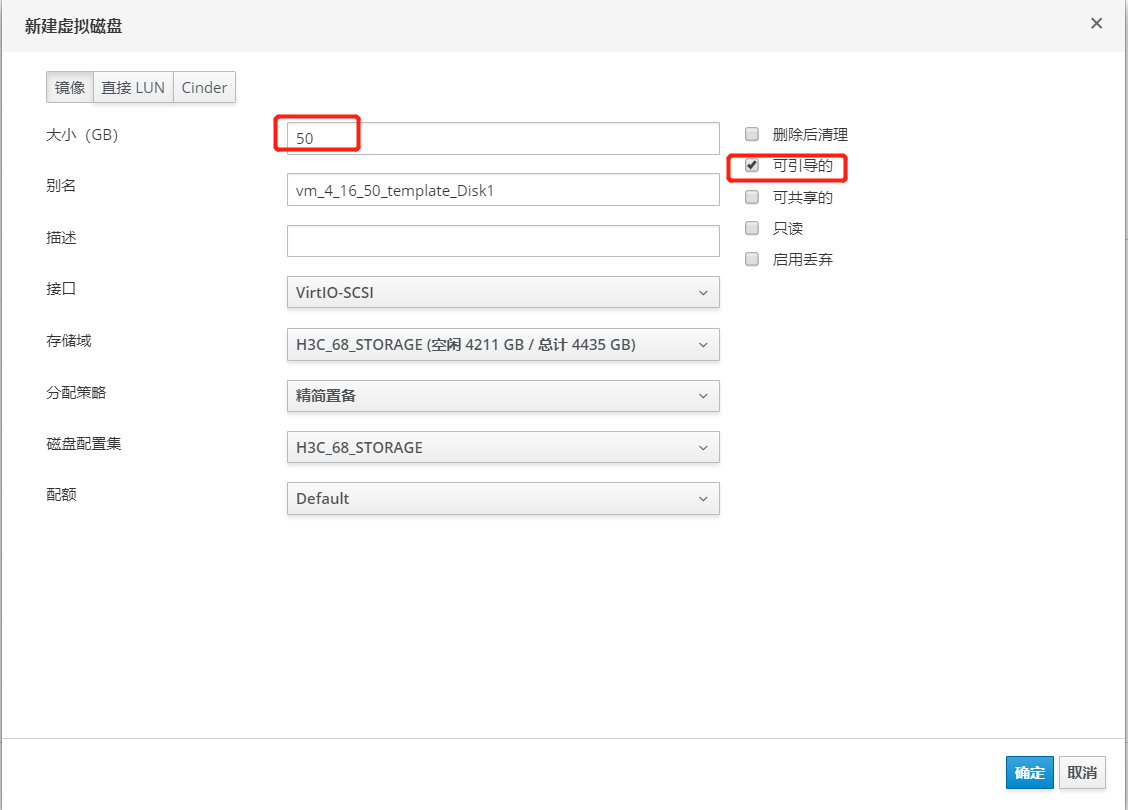 新建虚拟磁盘
镜像 直接 LUN Cinder
大小（GB） 50 删除后清理
可引导的
别名 vm_4_16_50_template_Disk1 可共享的
描述 只读
启用丢弃
接口 VirtIO-SCSI
存储域 H3C_68_STORAGE (空闲 4211 GB / 总计 4435 GB)
分配策略 精简置备
磁盘配置集 H3C_68_STORAGE
配额 Default
确定 取消